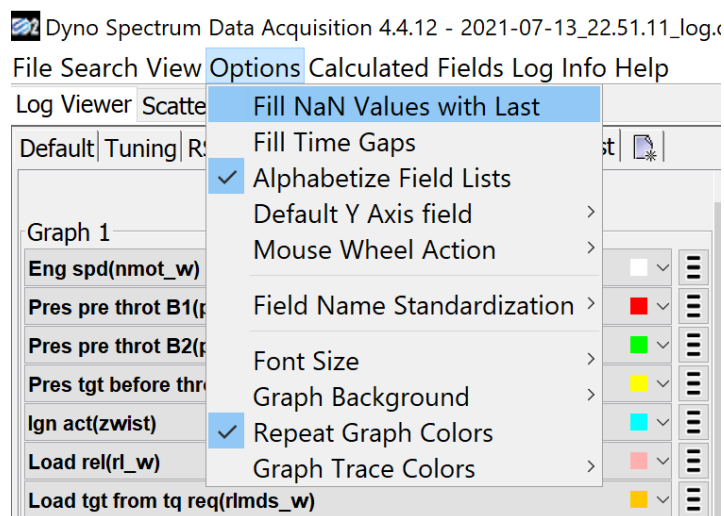 Dyno Spectrum Data Acquisition 4.4.12 - 2021-07-13_22.51.11_log.
File Search View Options Calculated Fields Log Info Help
Log Viewer Scatte
Fill NaN Values with Last
Fill Time Gaps
Default Tuning
Alphabetize Field Lists
Default Y Axis field
Graph 1
Mouse Wheel Action
Eng spd(nmot_w)
Pres pre throt B1(
Field Name Standardization
Pres pre throt B2(
Font Size
Pres tgt before thr
Graph Background
Ign act(zwist)
Repeat Graph Colors
Load rel(rl_w)
Graph Trace Colors
Load tgt from tq req(rlmds_w)